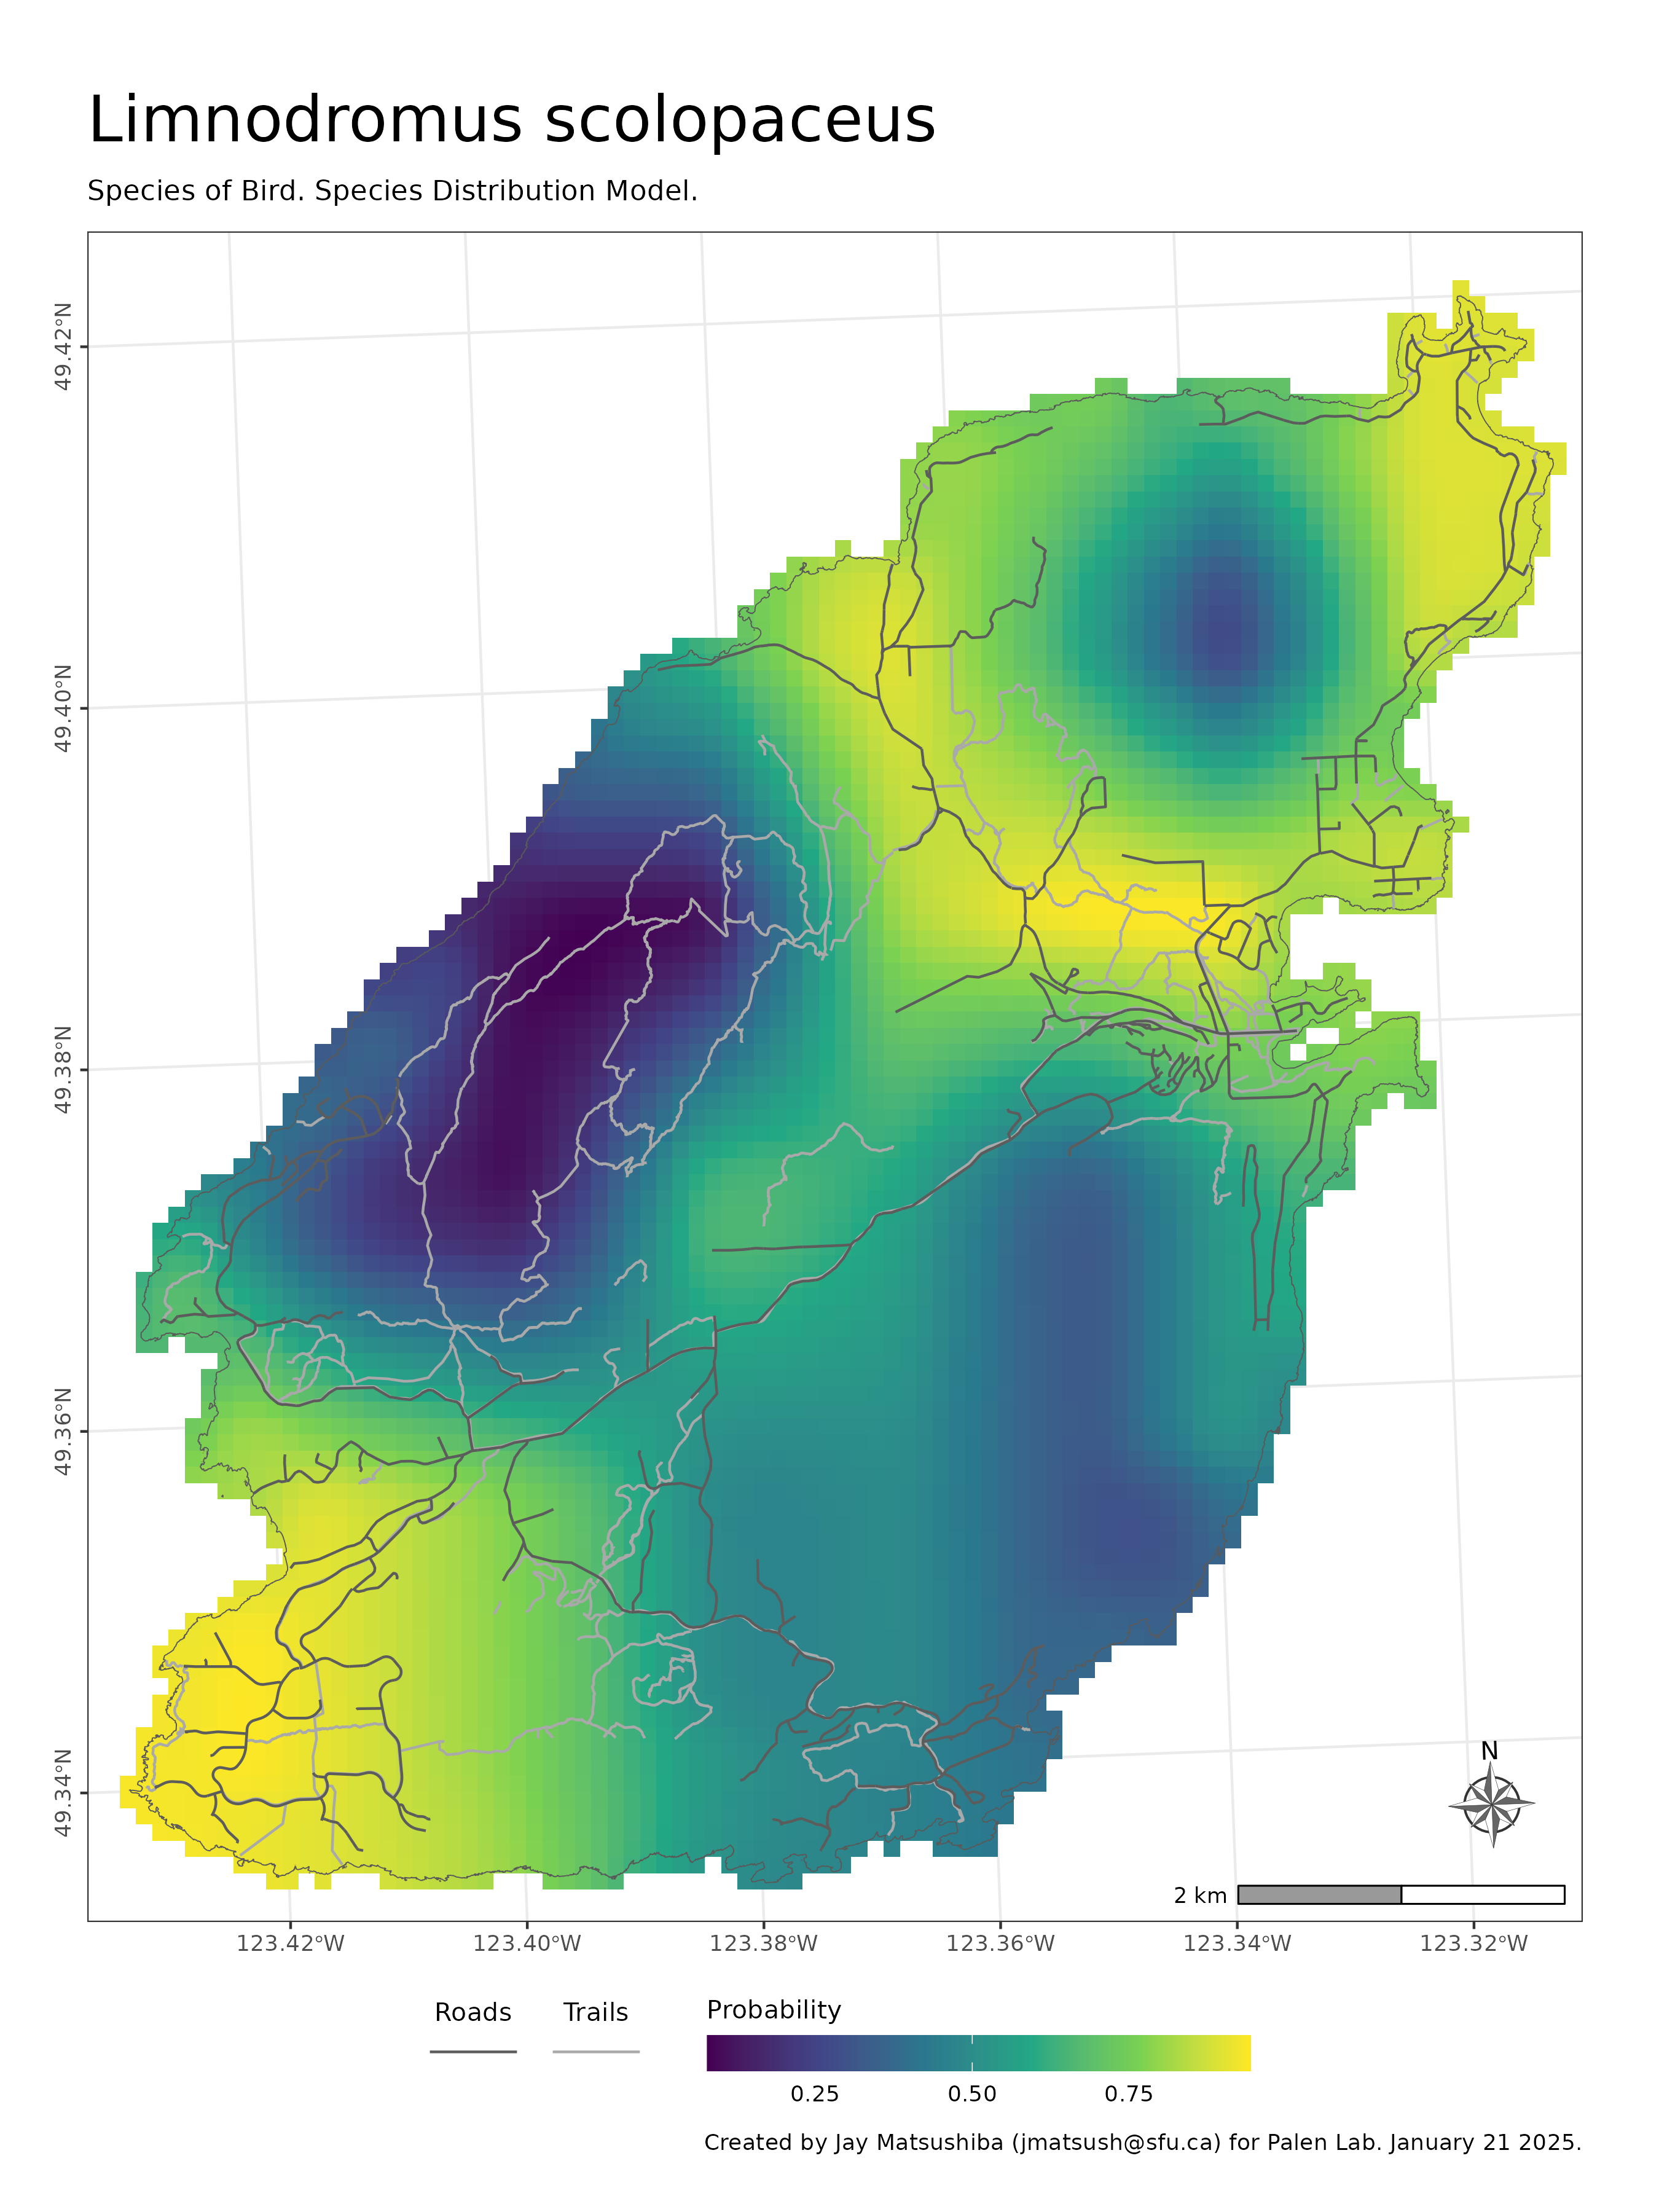 Limnodromus scolopaceus
Species of Bird. Species Distribution Model.
49.42°N
49.40°N
49.38°N
49.36°N
49.34°N
N
2 km
123.42°W 123.40°W 123.38°W 123.36°W 123.34°W 123.32°W
Roads Trails Probability
0.25 0.50 0.75
Created by Jay Matsushiba (jmatsush@sfu.ca) for Palen Lab. January 21 2025.